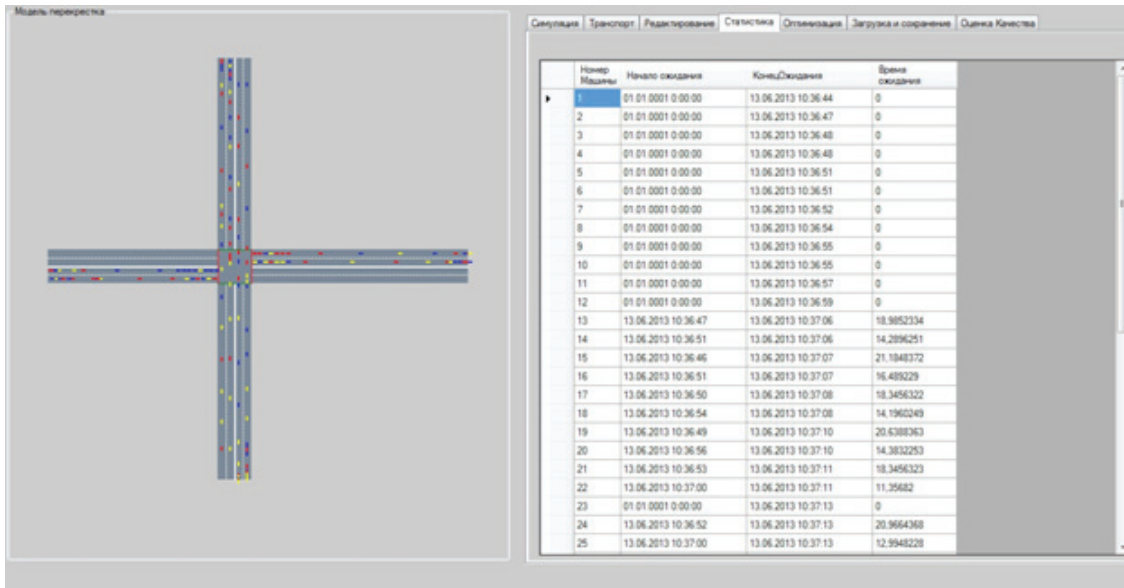 Модель перекрестка
Симуляция Транспорт Редактирование Статистика Оптимизация Загрузка и сохранение Оценка Качества
Номер Машины Начало ожидания КонецОжидания Время ожидания
1 01.01.0001 0:00:00 13.06.2013 10:36:44 0
2 01.01.0001 0:00:00 13.06.2013 10:36:47 0
3 01.01.0001 0:00:00 13.06.2013 10:36:48 0
4 01.01.0001 0:00:00 13.06.2013 10:36:48 0
5 01.01.0001 0:00:00 13.06.2013 10:36:51 0
6 01.01.0001 0:00:00 13.06.2013 10:36:51 0
7 01.01.0001 0:00:00 13.06.2013 10:36:52 0
8 01.01.0001 0:00:00 13.06.2013 10:36:54 0
9 01.01.0001 0:00:00 13.06.2013 10:36:55 0
10 01.01.0001 0:00:00 13.06.2013 10:36:55 0
11 01.01.0001 0:00:00 13.06.2013 10:36:57 0
12 01.01.0001 0:00:00 13.06.2013 10:36:59 0
13 13.06.2013 10:36:47 13.06.2013 10:37:06 18,9852334
14 13.06.2013 10:36:51 13.06.2013 10:37:06 14,2896251
15 13.06.2013 10:36:46 13.06.2013 10:37:07 21,1848372
16 13.06.2013 10:36:51 13.06.2013 10:37:07 16,489229
17 13.06.2013 10:36:50 13.06.2013 10:37:08 18,3456322
18 13.06.2013 10:36:54 13.06.2013 10:37:08 14,1960249
19 13.06.2013 10:36:49 13.06.2013 10:37:10 20,6388363
20 13.06.2013 10:36:56 13.06.2013 10:37:10 14,3832253
21 13.06.2013 10:36:53 13.06.2013 10:37:11 18,3456323
22 13.06.2013 10:37:00 13.06.2013 10:37:11 11,35682
23 01.01.0001 0:00:00 13.06.2013 10:37:13 0
24 13.06.2013 10:36:52 13.06.2013 10:37:13 20,9664368
25 13.06.2013 10:37:00 13.06.2013 10:37:13 12,9948228